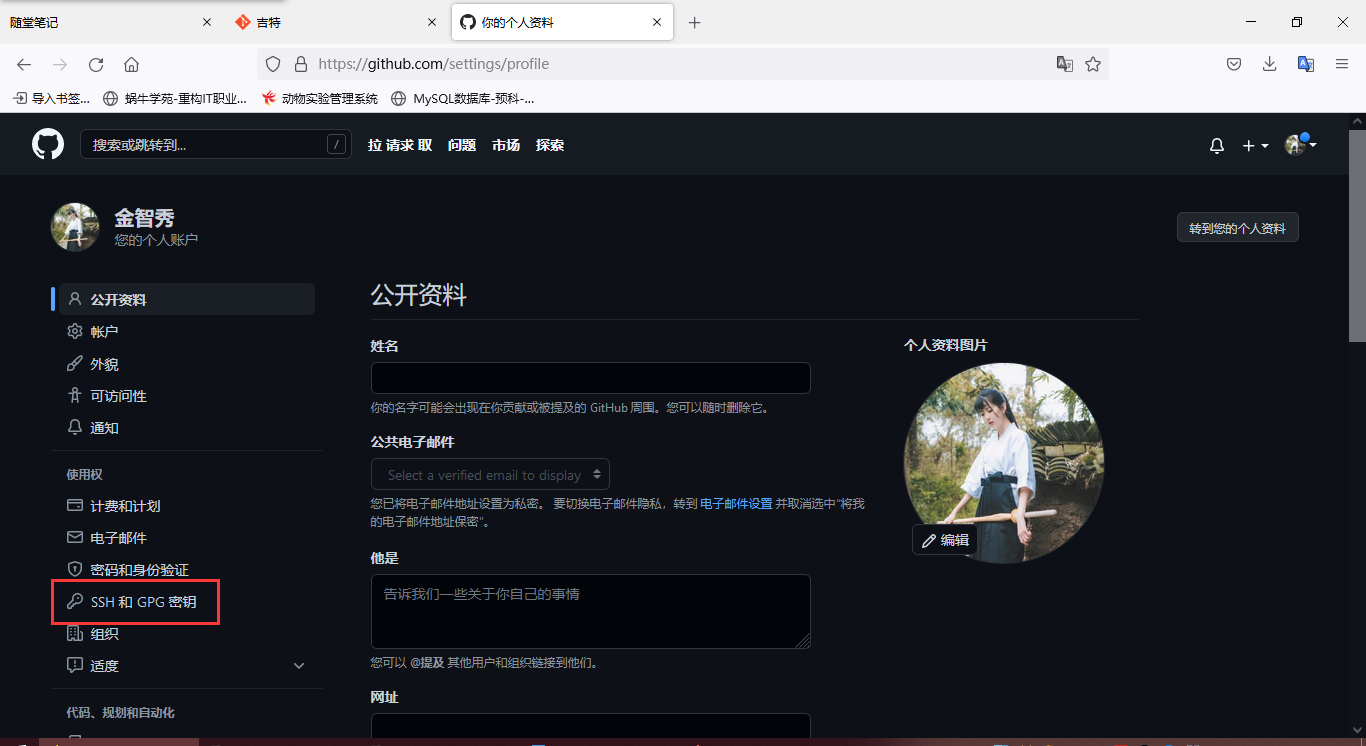 随堂笔记
吉特
你的个人资料
https://github.com/settings/profile
导入书签... 蜗牛学苑-重构IT职业... 动物实验管理系统 MySQL数据库-预科-...
搜索或跳转到... / 拉 请求 取 问题 市场 探索
金智秀
您的个人账户
转到您的个人资料
公开资料
帐户
外貌
可访问性
通知
使用权
计费和计划
电子邮件
密码和身份验证
SSH 和 GPG 密钥
组织
适度
代码、规划和自动化
公开资料
姓名
你的名字可能会出现在你贡献或被提及的 GitHub 周围。您可以随时删除它。
公共电子邮件
Select a verified email to display
您已将电子邮件地址设置为私密。 要切换电子邮件隐私，转到 电子邮件设置 并取消选中“将我
的电子邮件地址保密”。
他是
告诉我们一些关于你自己的事情
您可以 @提及 其他用户和组织链接到他们。
网址
个人资料图片
编辑